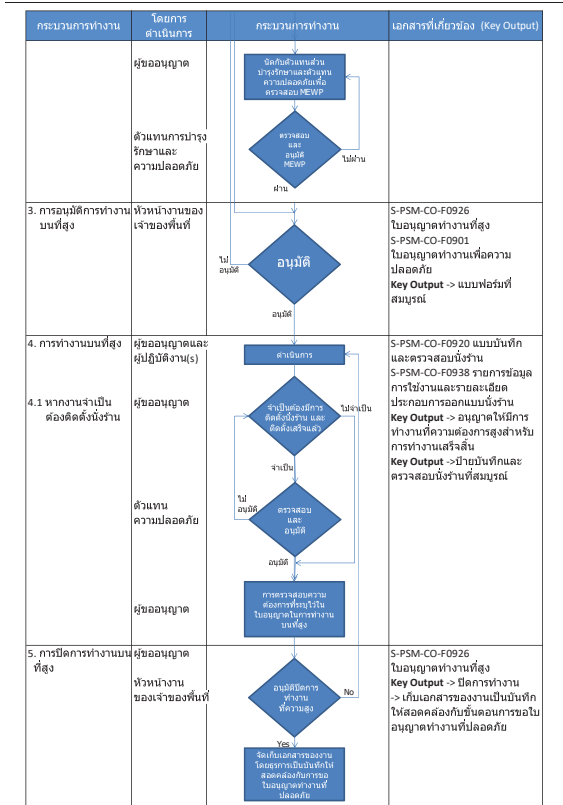 กระบวนการทำงาน
โดยการ
ดำเนินการ
กระบวนการทำงาน
เอกสารที่เกี่ยวข้อง (Key Output)
ผู้ขออนุญาต
นัดกับตัวแทนส่วน
บำรุงรักษาและตัวแทน
ความปลอดภัยเพื่อ
ตรวจสอบ MEWP
ตัวแทนการบำรุง
รักษาและ
ความปลอดภัย
ตรวจสอบ
และ
อนุมัติ
MEWP
ไม่ผ่าน
ผ่าน
3. การอนุมัติการทำงาน
บนที่สูง
หัวหน้างานของ
เจ้าของพื้นที่
อนุมัติ
ไม่
อนุมัติ
อนุมัติ
S-PSM-CO-F0926
ใบอนุญาตทำงานที่สูง
S-PSM-CO-F0901
ใบอนุญาตทำงานเพื่อความ
ปลอดภัย
Key Output -> แบบฟอร์มที่
สมบูรณ์
4. การทำงานบนที่สูง
ผู้ขออนุญาตและ
ผู้ปฏิบัติงาน(s)
ดำเนินการ
S-PSM-CO-F0920 แบบบันทึก
และตรวจสอบนั่งร้าน
S-PSM-CO-F0938 รายการข้อมูล
การใช้งานและรายละเอียด
ประกอบการออกแบบนั่งร้าน
Key Output -> อนุญาตให้มีการ
ทำงานที่ความต้องการสูงสำหรับ
การทำงานเสร็จสิ้น
Key Output ->ป้ายบันทึกและ
ตรวจสอบนั่งร้านที่สมบูรณ์
4.1 หากงานจำเป็น
ต้องติดตั้งนั่งร้าน
ผู้ขออนุญาต
จำเป็นต้องมีการ
ติดตั้งนั่งร้าน และ
ติดตั้งเสร็จแล้ว
ไม่จำเป็น
จำเป็น
ตัวแทน
ความปลอดภัย
ไม่
อนุมัติ
ตรวจสอบ
และ
อนุมัติ
อนุมัติ
ผู้ขออนุญาต
การตรวจสอบความ
ต้องการที่ระบุไว้ใน
ใบอนุญาตในการทำงาน
บนที่สูง
5. การปิดการทำงานบน
ที่สูง
ผู้ขออนุญาต
หัวหน้างาน
ของเจ้าของพื้นที่
อนุมัติปิดการ
ทำงาน
ที่ความสูง
No
Yes
S-PSM-CO-F0926
ใบอนุญาตทำงานที่สูง
Key Output -> ปิดการทำงาน
-> เก็บเอกสารของงานเป็นบันทึก
ให้สอดคล้องกับขั้นตอนการขอใบ
อนุญาตทำงานที่ปลอดภัย
จัดเก็บเอกสารของงาน
โดยธุรการเป็นบันทึกให้
สอดคล้องกับการขอ
ใบอนุญาตทำงานที่
ปลอดภัย